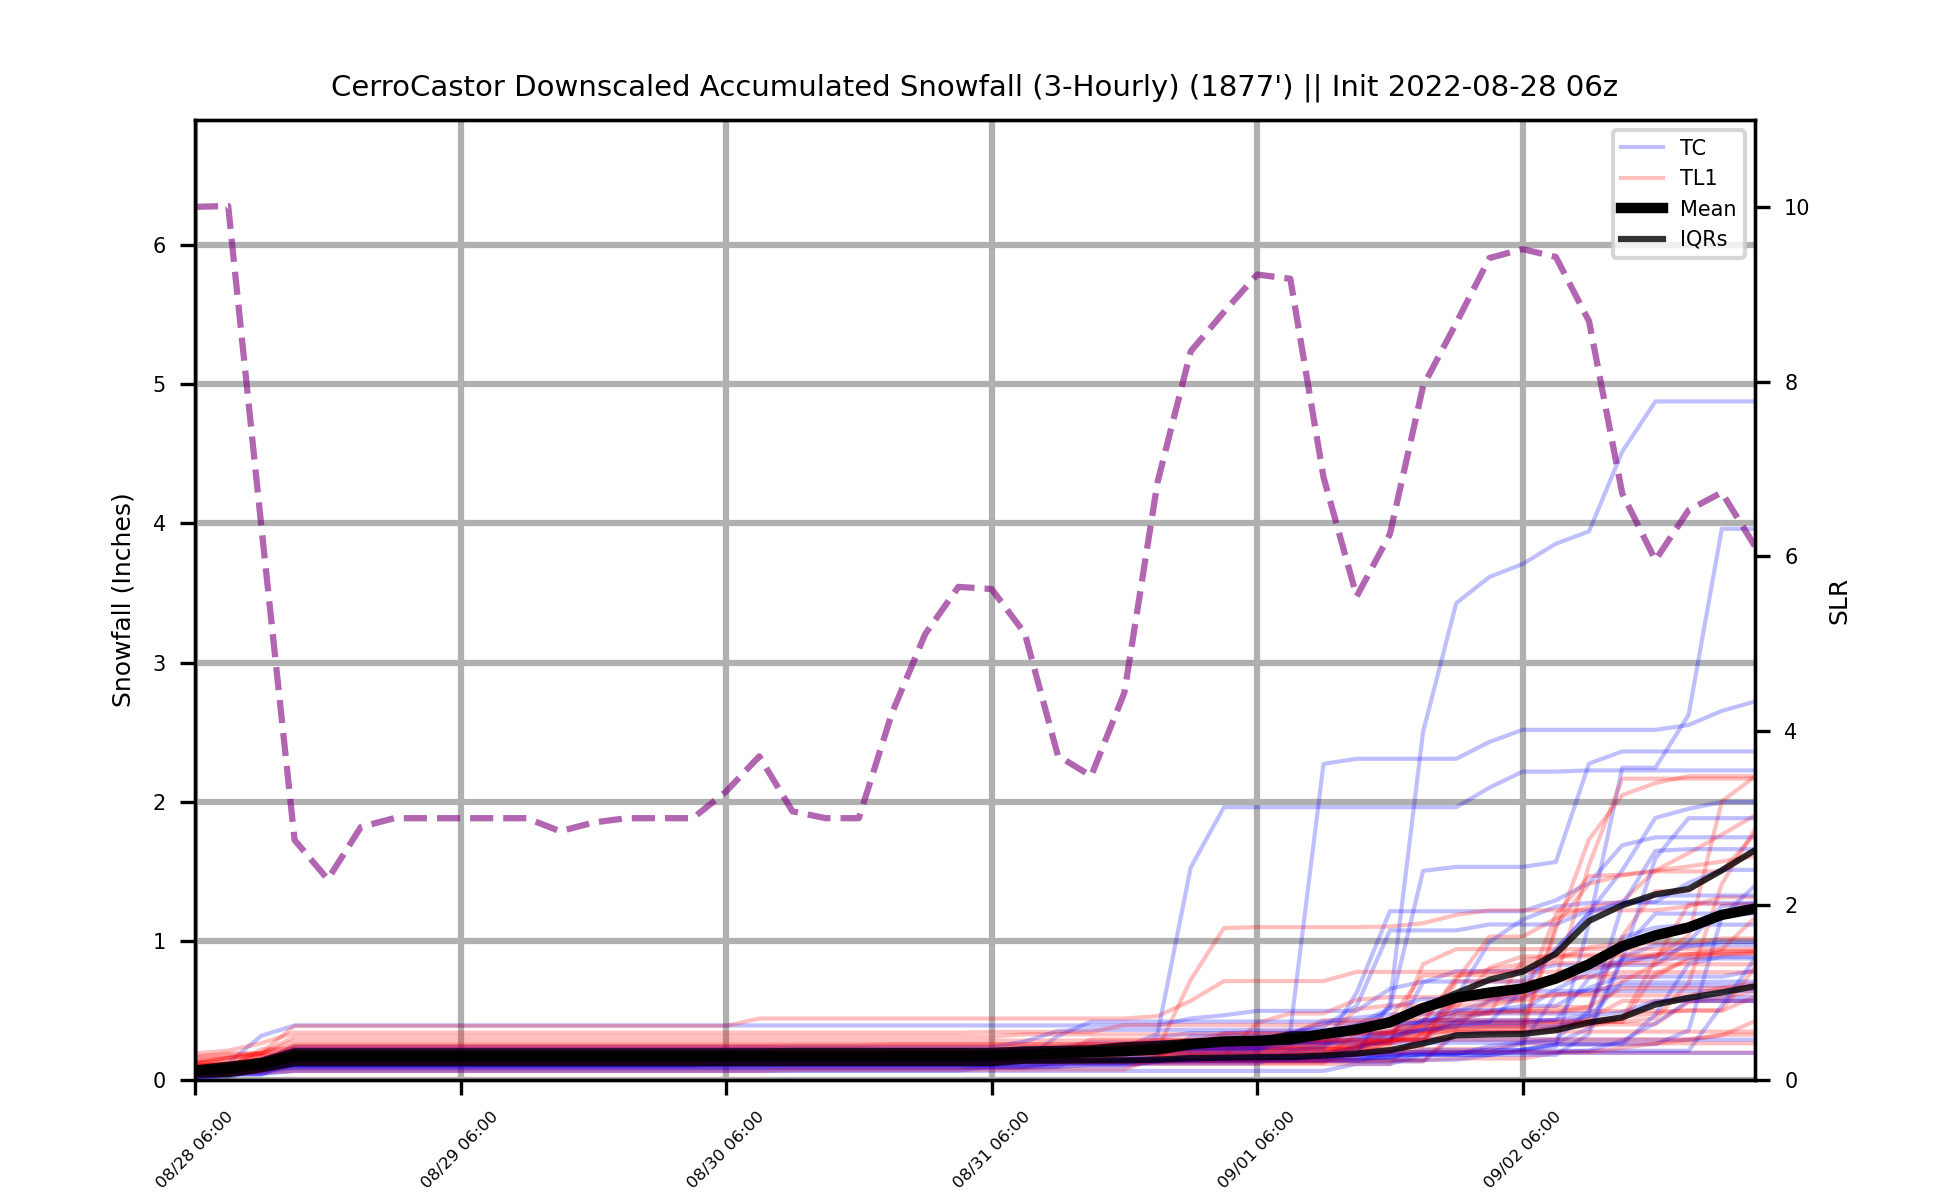 CerroCastor Downscaled Accumulated Snowfall (3-Hourly) (1877') || Init 2022-08-28 06z
TC
TL1
Mean
IQRs
6
5
4
3
2
1
0
Snowfall (Inches)
10
8
6
4
2
0
SLR
08/28 06:00
08/29 06:00
08/30 06:00
08/31 06:00
09/01 06:00
09/02 06:00